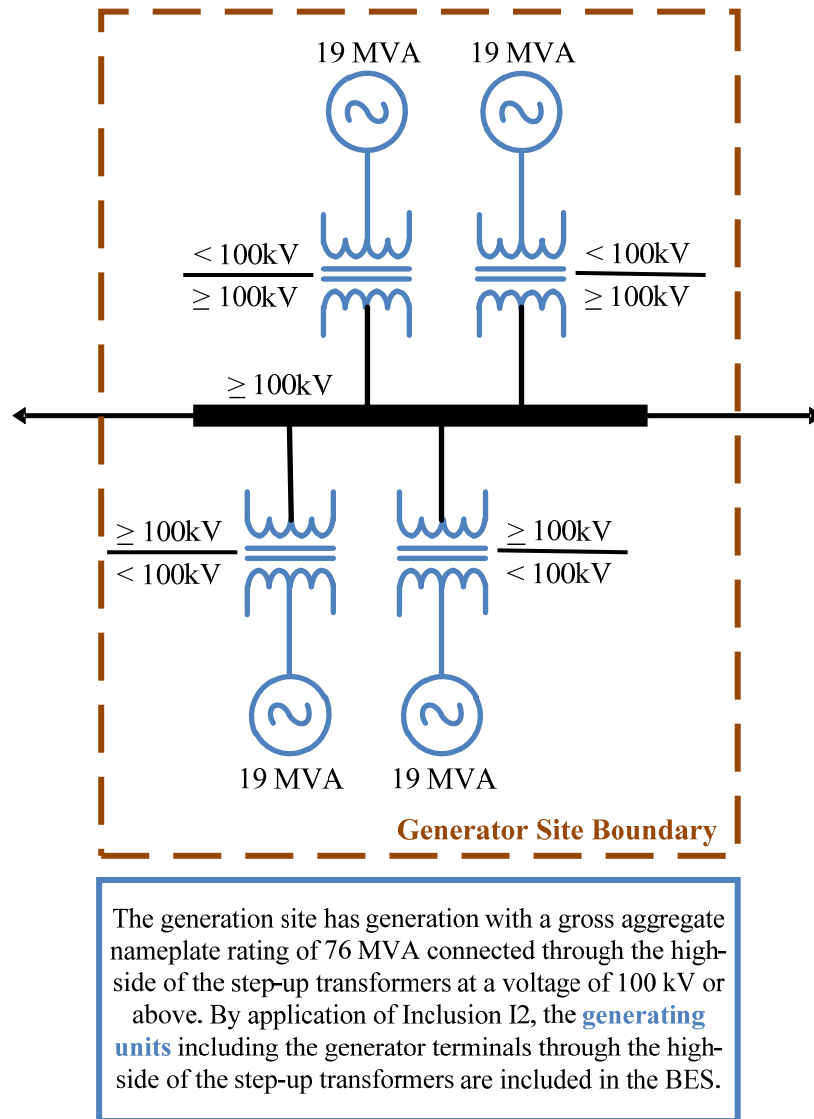 19 MVA
19 MVA
< 100kV
≥ 100kV
< 100kV
≥ 100kV
≥ 100kV
≥ 100kV
< 100kV
≥ 100kV
< 100kV
19 MVA
19 MVA
Generator Site Boundary
The generation site has generation with a gross aggregate
nameplate rating of 76 MVA connected through the high-
side of the step-up transformers at a voltage of 100 kV or
above. By application of Inclusion I2, the generating
units including the generator terminals through the high-
side of the step-up transformers are included in the BES.